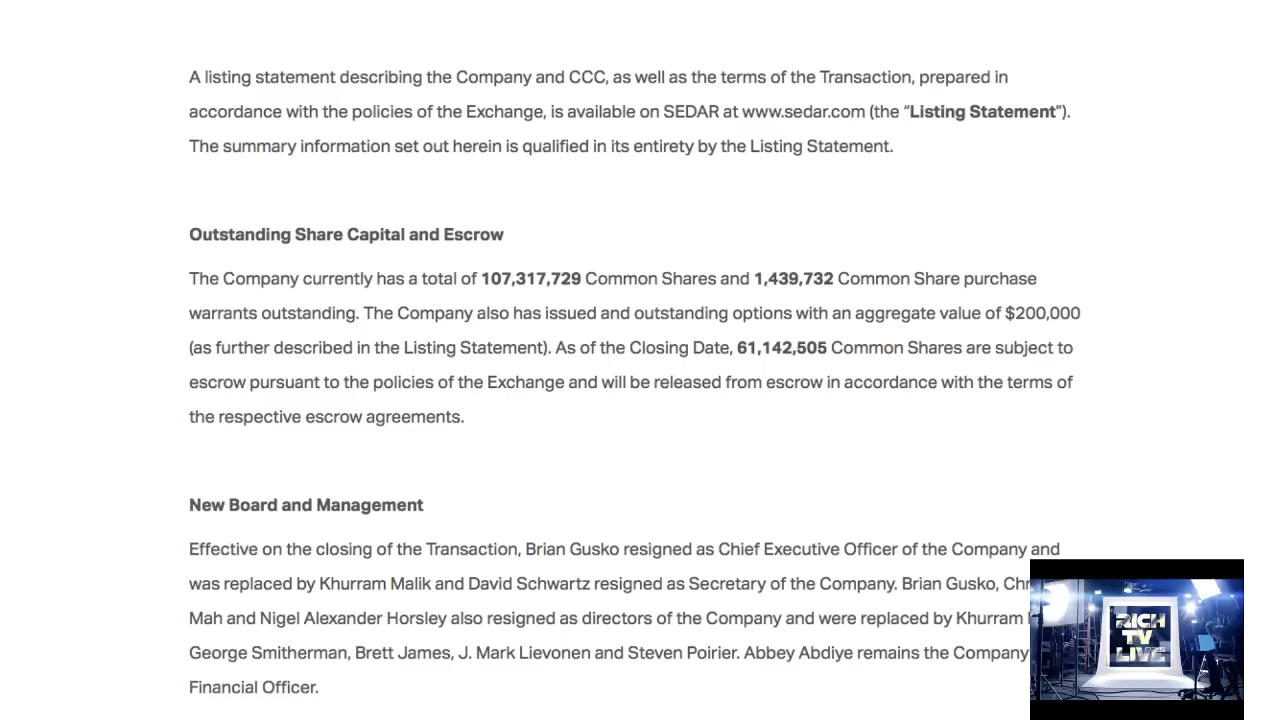 A listing statement describing the Company and CCC, as well as the terms of the Transaction, prepared in
accordance with the policies of the Exchange, is available on SEDAR at www.sedar.com (the “Listing Statement”).
The summary information set out herein is qualified in its entirety by the Listing Statement.
Outstanding Share Capital and Escrow
The Company currently has a total of 107,317,729 Common Shares and 1,439,732 Common Share purchase
warrants outstanding. The Company also has issued and outstanding options with an aggregate value of $200,000
(as further described in the Listing Statement). As of the Closing Date, 61,142,505 Common Shares are subject to
escrow pursuant to the policies of the Exchange and will be released from escrow in accordance with the terms of
the respective escrow agreements.
New Board and Management
Effective on the closing of the Transaction, Brian Gusko resigned as Chief Executive Officer of the Company and
was replaced by Khurram Malik and David Schwartz resigned as Secretary of the Company. Brian Gusko,
Mah and Nigel Alexander Horsley also resigned as directors of the Company and were replaced by Khurram
George Smitherman, Brett James, J. Mark Lievonen and Steven Poirier. Abbey Abdiye remains the Company
Financial Officer.
RICH
TV
LIVE